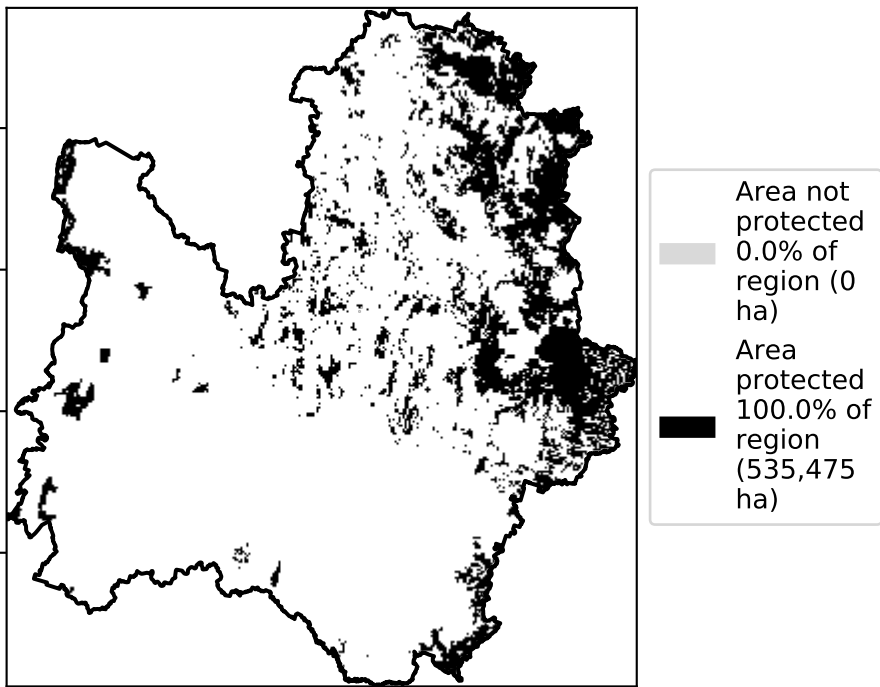 Area not
protected
0.0% of
region (0
ha)
Area
protected
100.0% of
region
(535,475
ha)